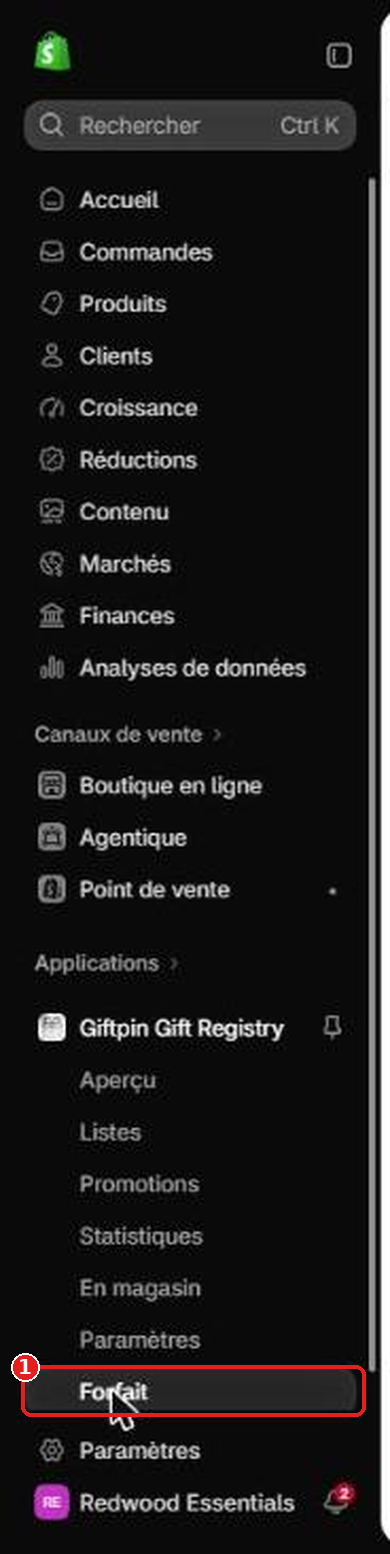 Rechercher Ctrl K
Accueil
Commandes
Produits
Clients
Croissance
Réductions
Contenu
Marchés
Finances
Analyses de données
Canaux de vente
Boutique en ligne
Agentique
Point de vente
Applications
Giftpin Gift Registry
Aperçu
Listes
Promotions
Statistiques
En magasin
Paramètres
1
Forfait
Paramètres
RE Redwood Essentials 2